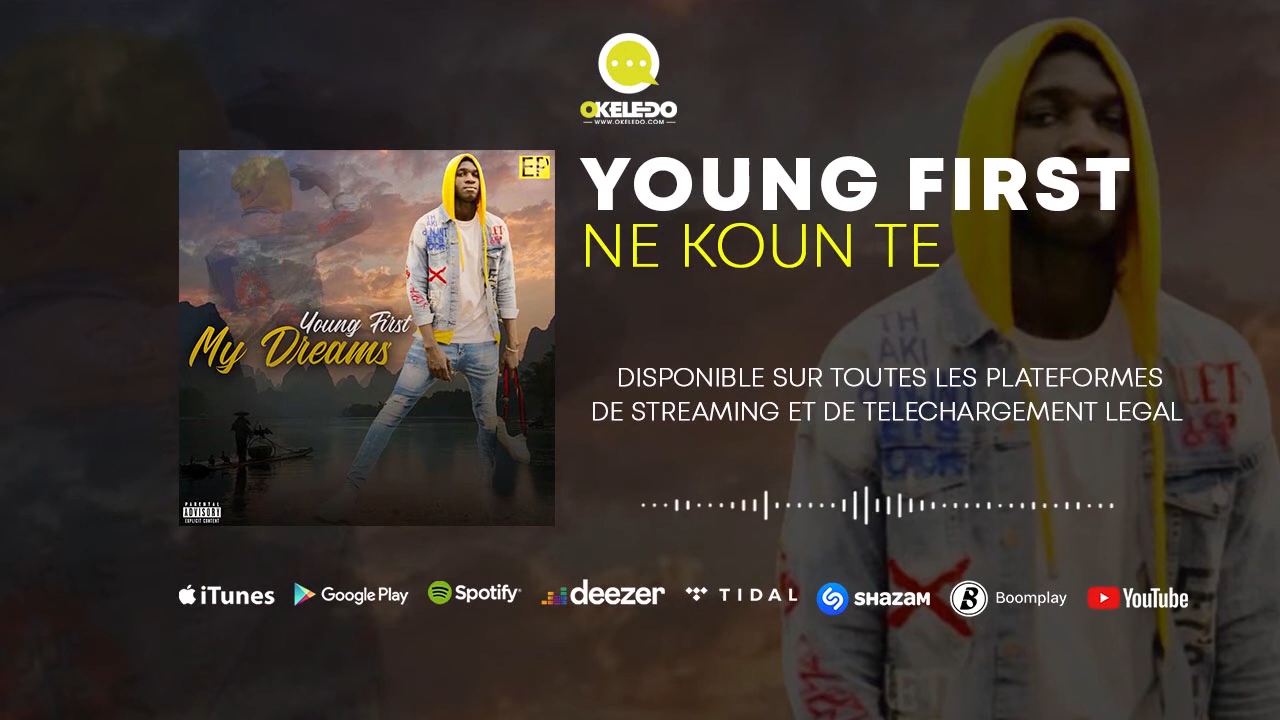 OKELEDO
WWW.OKELEDO.COM
YOUNG FIRST
NE KOUN TE
EP
Young First
My Dreams
PARENTAL
ADVISORY
EXPLICIT CONTENT
DISPONIBLE SUR TOUTES LES PLATEFORMES
DE STREAMING ET DE TELECHARGEMENT LEGAL
iTunes Google Play Spotify deezer TIDAL SHAZAM Boomplay YouTube